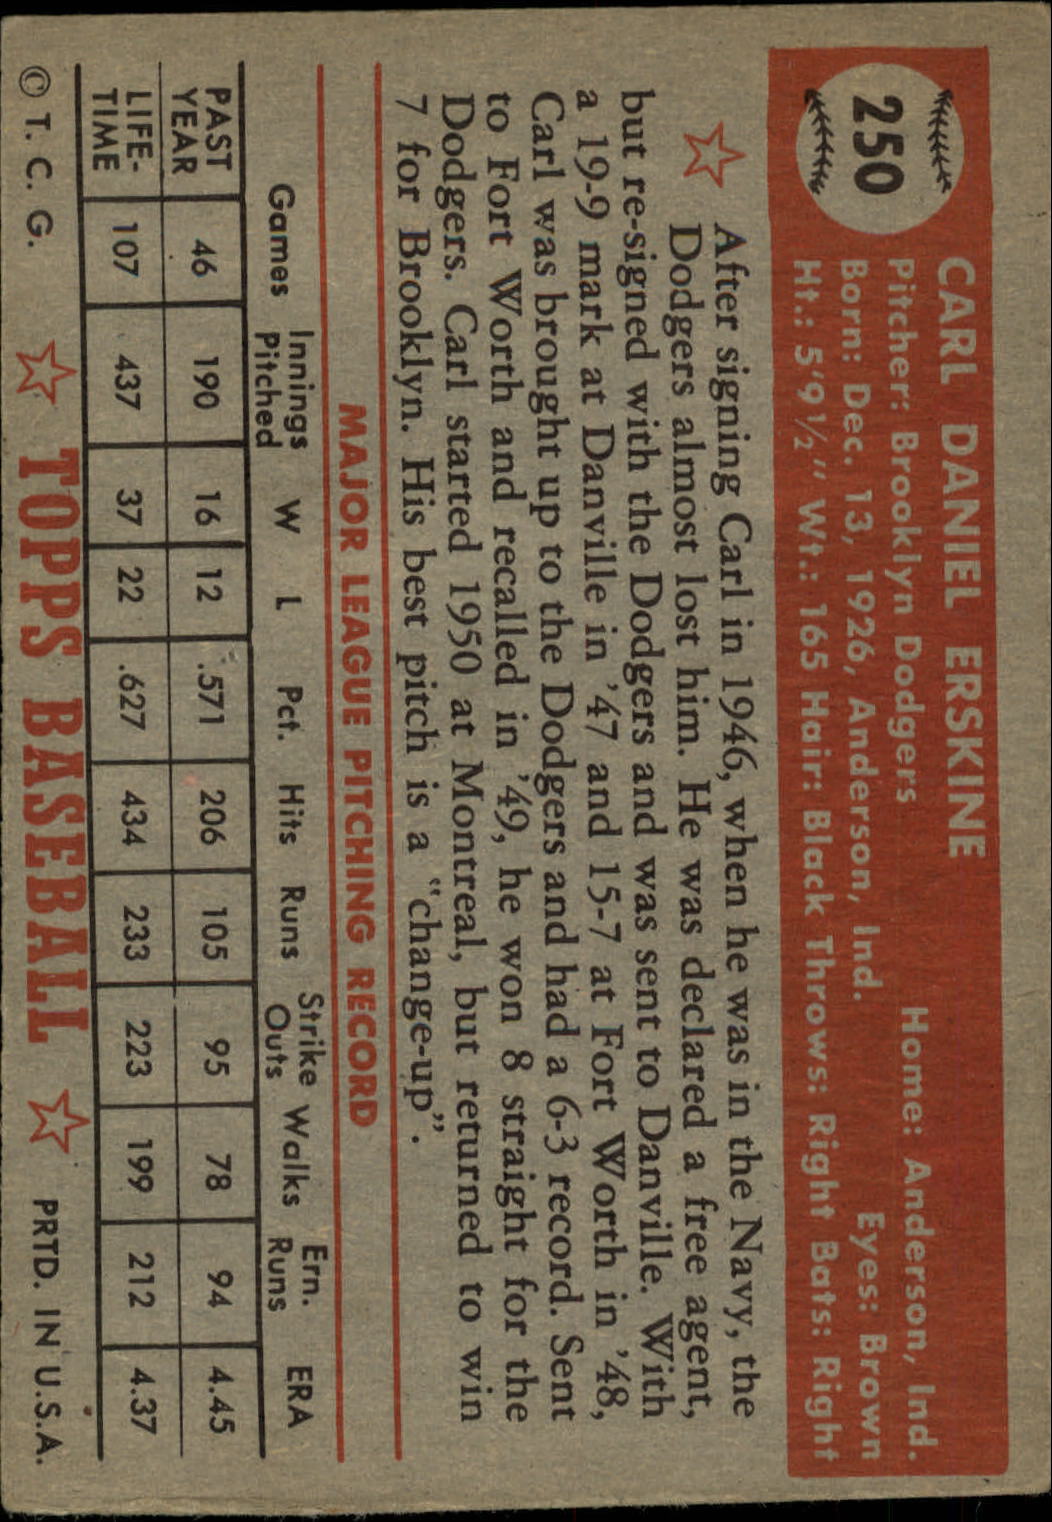 250
CARL DANIEL ERSKINE
Pitcher: Brooklyn Dodgers Home: Anderson, Ind.
Born: Dec. 13, 1926, Anderson, Ind. Eyes: Brown
Ht.: 5'9½" Wt.: 165 Hair: Black Throws: Right Bats: Right
After signing Carl in 1946, when he was in the Navy, the
Dodgers almost lost him. He was declared a free agent,
but re-signed with the Dodgers and was sent to Danville. With
a 19-9 mark at Danville in '47 and 15-7 at Fort Worth in '48,
Carl was brought up to the Dodgers and had a 6-3 record. Sent
to Fort Worth and recalled in '49, he won 8 straight for the
Dodgers. Carl started 1950 at Montreal, but returned to win
7 for Brooklyn. His best pitch is a "change-up".
MAJOR LEAGUE PITCHING RECORD
Games Innings Pitched W L Pct. Hits Runs Strike Outs Walks Ern. Runs ERA
PAST YEAR 46 190 16 12 .571 206 105 95 78 94 4.45
LIFE-TIME 107 437 37 22 .627 434 233 223 199 212 4.37
© T. C. G. TOPPS BASEBALL PRTD. IN U.S.A.